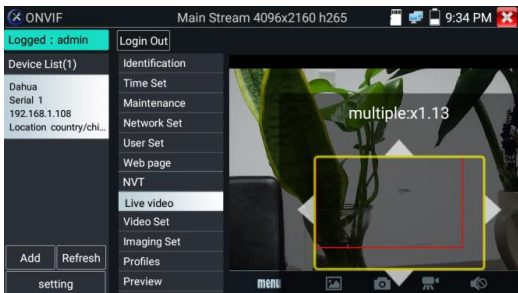 ONVIF
Main Stream 4096x2160 h265
9:34 PM
Logged : admin
Login Out
Device List(1)
Dahua
Serial 1
192.168.1.108
Location country/chi...
Identification
Time Set
Maintenance
Network Set
User Set
Web page
NVT
Live video
Video Set
Imaging Set
Profiles
Preview
Add
Refresh
setting
multiple:x1.13
menu